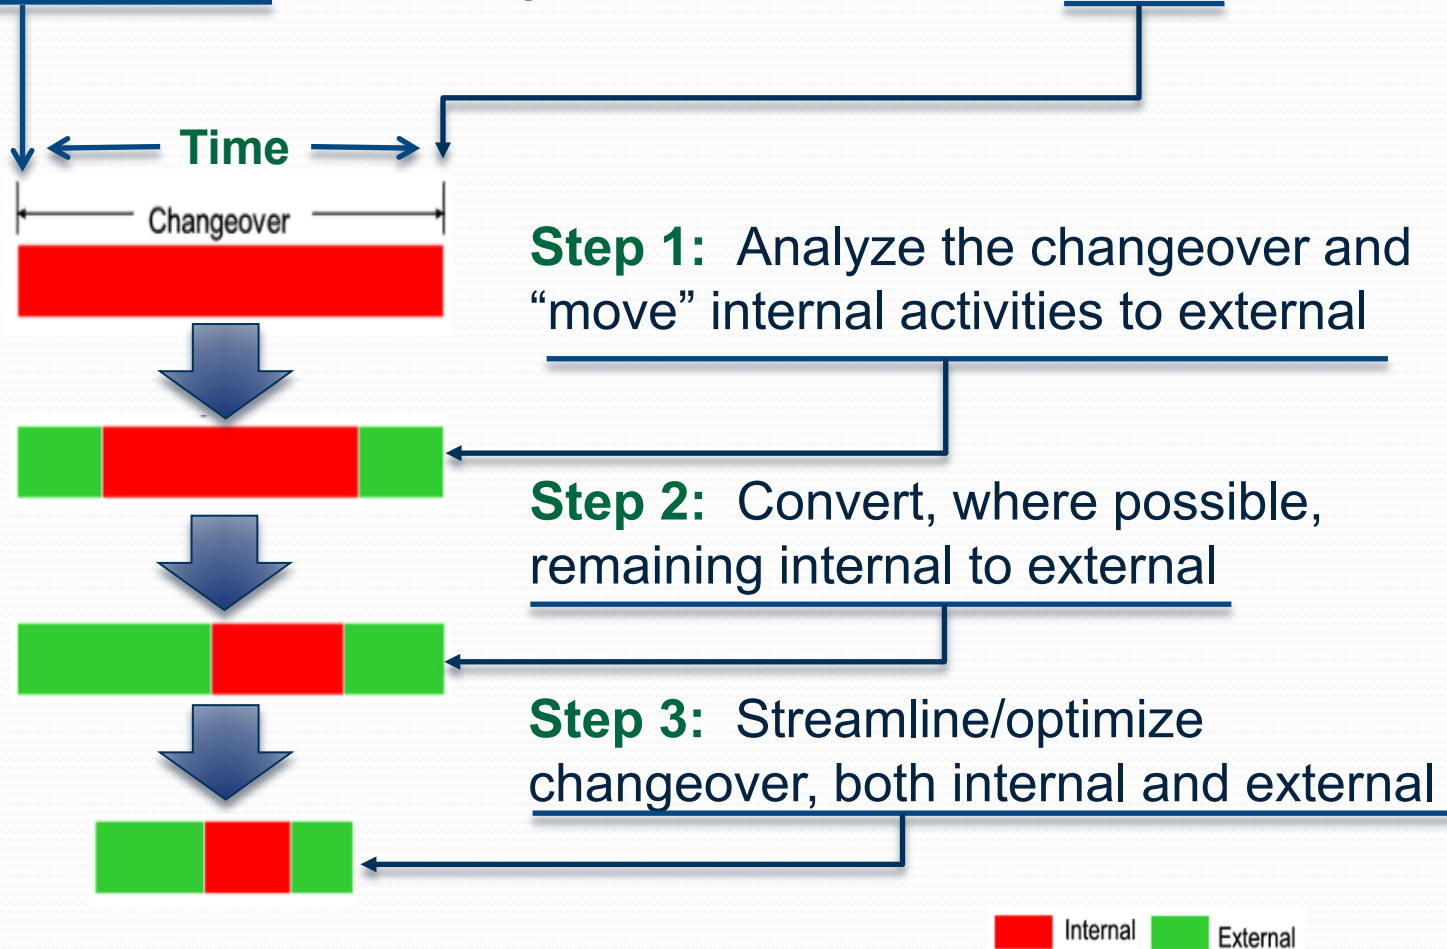 Time
Changeover
Step 1: Analyze the changeover and
“move” internal activities to external
Step 2: Convert, where possible,
remaining internal to external
Step 3: Streamline/optimize
changeover, both internal and external
Internal
External